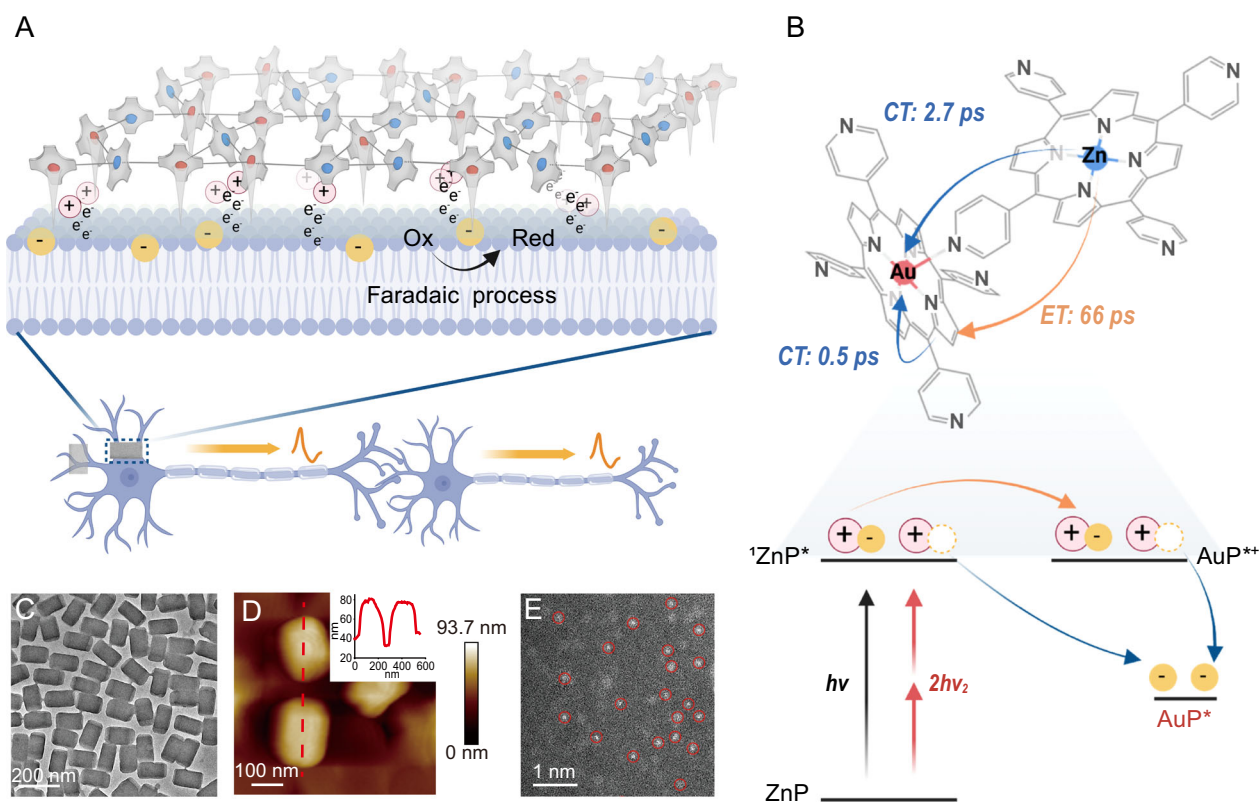 A
+ + + + + + + + +
e⁻ e⁻ e⁻ e⁻ e⁻
e⁻ e⁻ e⁻ e⁻ e⁻
- - - - - -
Ox Red
Faradaic process
B
N N N N
CT: 2.7 ps
N N Zn N N
N N
N N Au N N N
CT: 0.5 ps
ET: 66 ps
N
+ - + + - +
¹ZnP* AuP*⁺
hv 2hv₂
- -
AuP*
ZnP
C
200 nm
D
80
60
40
20
nm
0 200 400 600
nm
93.7 nm
0 nm
100 nm
E
1 nm